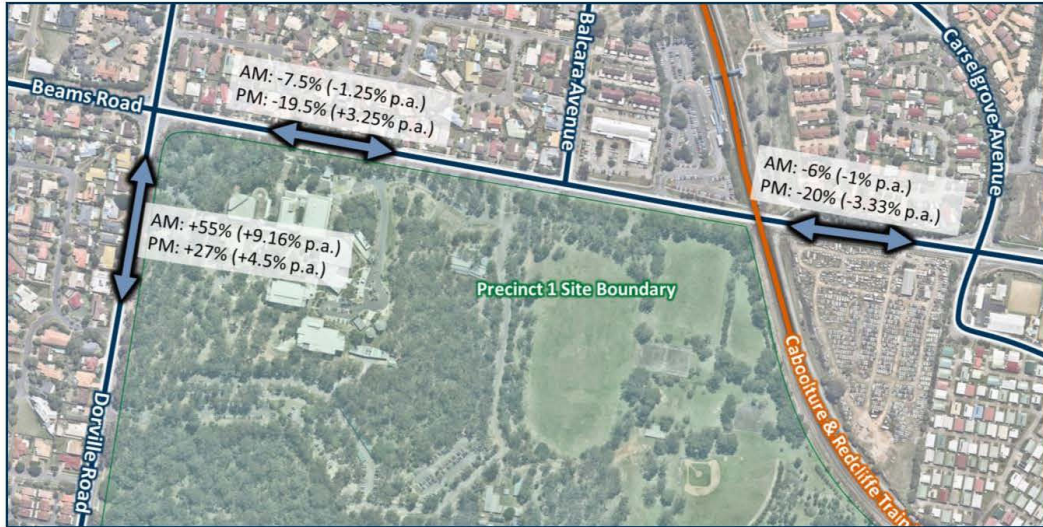 Balcara Avenue
Carselgrove Avenue
Beams Road
AM: -7.5% (-1.25% p.a.)
PM: -19.5% (+3.25% p.a.)
AM: -6% (-1% p.a.)
PM: -20% (-3.33% p.a.)
AM: +55% (+9.16% p.a.)
PM: +27% (+4.5% p.a.)
Precinct 1 Site Boundary
Dorville Road
Caboolture & Redcliffe Train